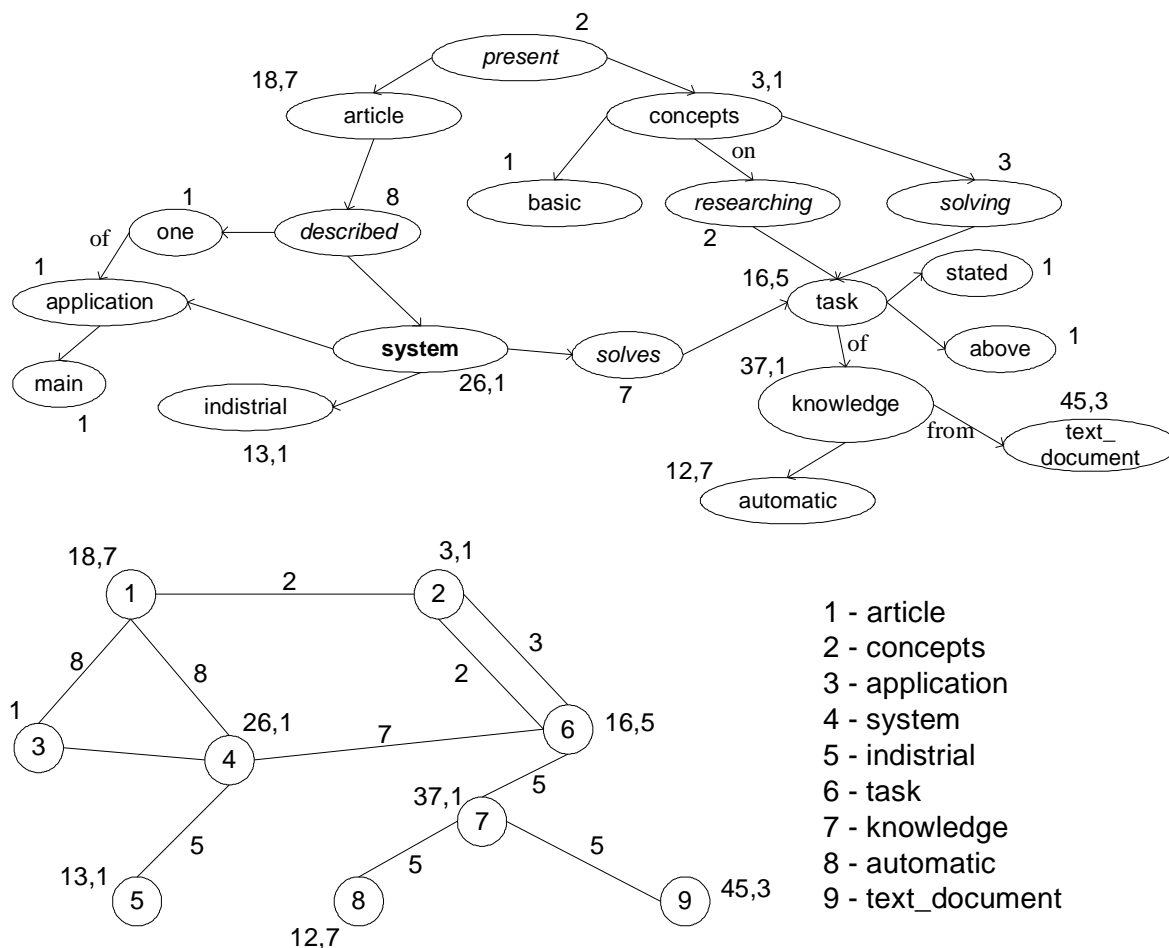 2
present
18,7
3,1
article
concepts
on
1
8
1
3
one
described
basic
researching
solving
of
2
1
16,5
application
task
stated
1
system
solves
of
above
1
main
26,1
7
37,1
1
indistrial
knowledge
45,3
13,1
from
text_
document
12,7
automatic
18,7
3,1
1
2
2
8
8
3
2
1
26,1
3
4
7
6
16,5
5
37,1
7
5
5
5
13,1
5
8
9
45,3
12,7
1 - article
2 - concepts
3 - application
4 - system
5 - indistrial
6 - task
7 - knowledge
8 - automatic
9 - text_document